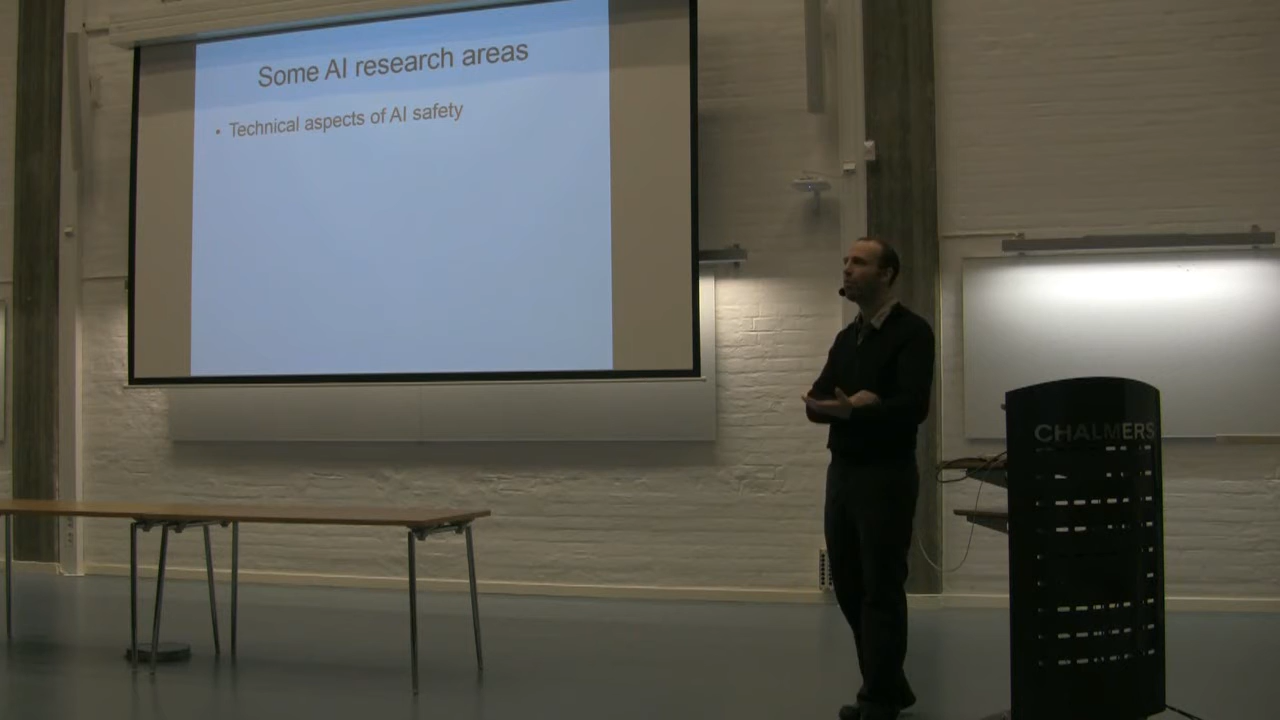 Some AI research areas
• Technical aspects of AI safety
CHALMERS